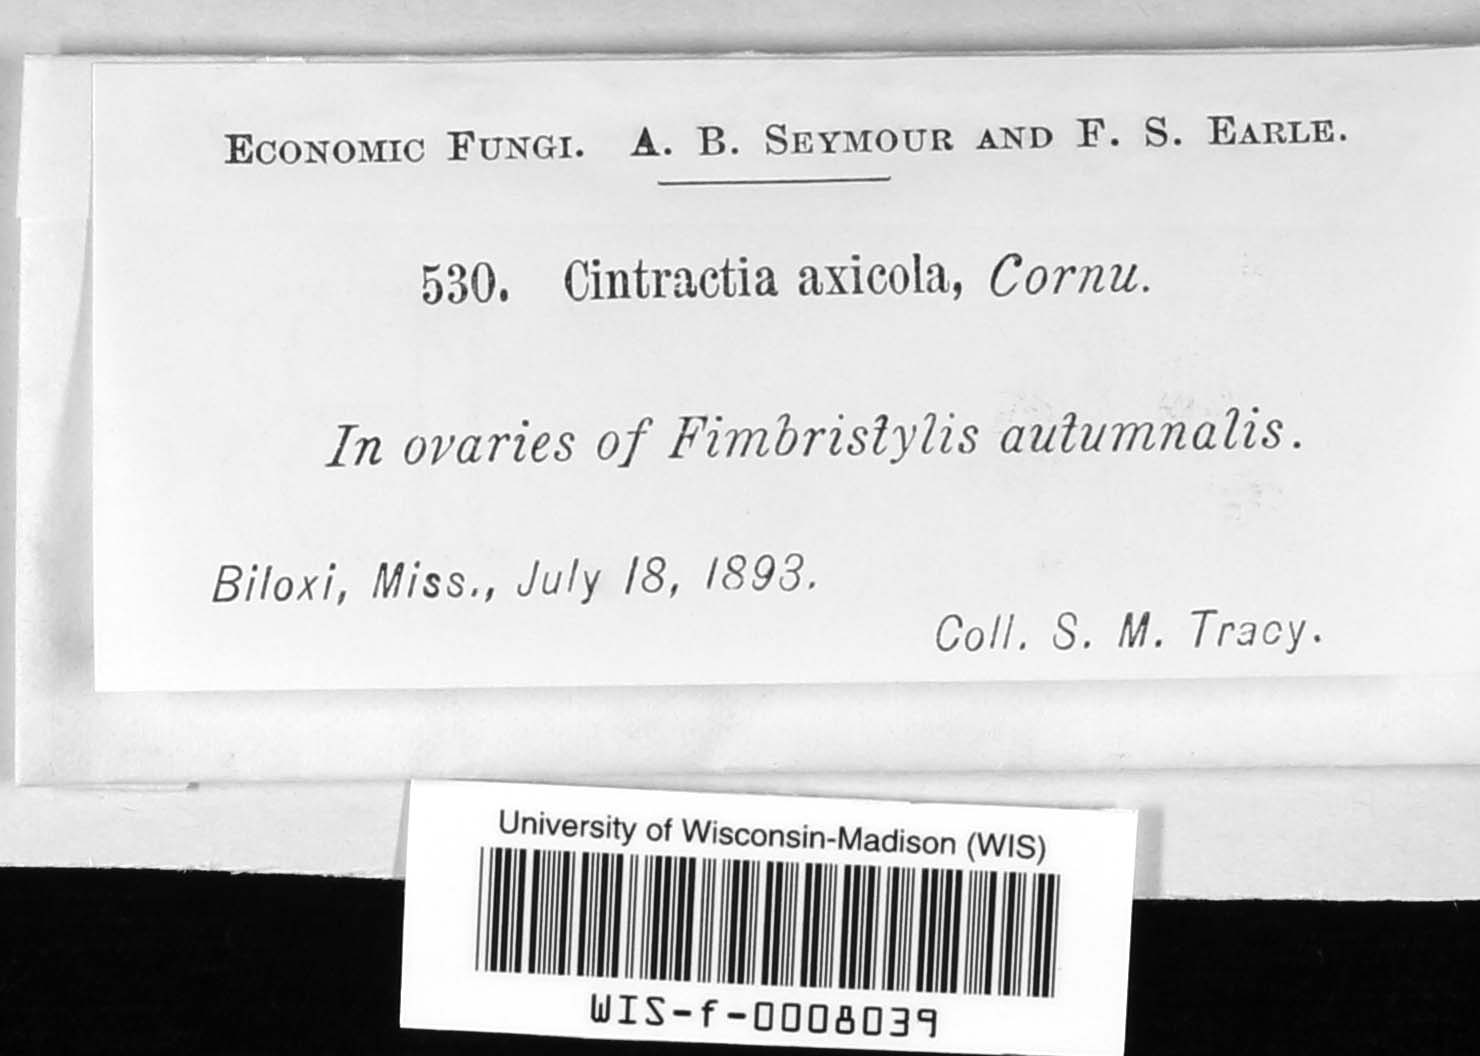 ECONOMIC FUNGI. A. B. SEYMOUR AND F. S. EARLE.
530. Cintractia axicola, Cornu.
In ovaries of Fimbristylis autumnalis.
Biloxi, Miss., July 18, 1893.
Coll. S. M. Tracy.
University of Wisconsin-Madison (WIS)
WIS-f-0008039